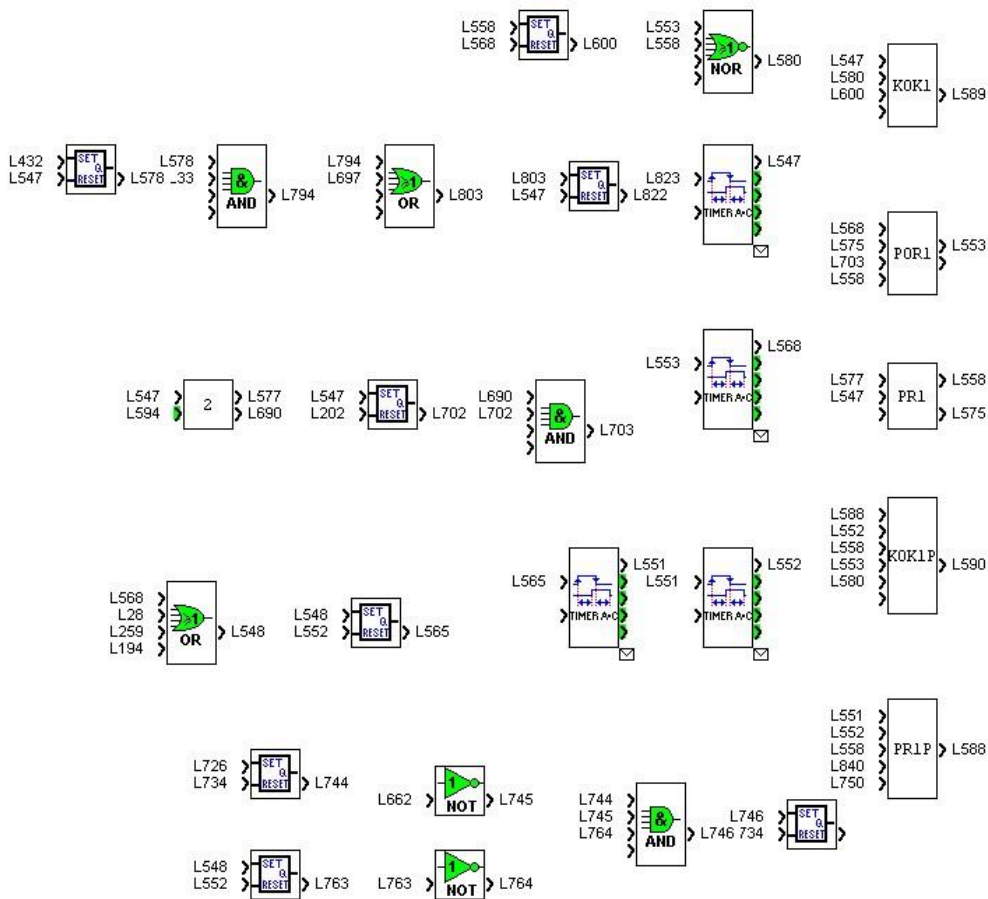 L558 SET L553
L568 Q RESET L600 L558 ≥1 L580 L547
NOR L580 KOK1
L600 L589
L432 SET L578 L794 L803 SET L823 L547
L547 Q RESET L578 .33 & L697 ≥1 L547 Q RESET L822
AND L794 OR L803 TIMER A•C
L568
L575 POR1 L553
L703
L558
L553 L568
TIMER A•C
L547 2 L577 L547 SET L690 L577 PR1 L558
L594 L690 L202 Q RESET L702 L702 & L547 L575
AND L703
L588
L552
L558 KOK1P
L553 L590
L580
L565 L551 L551 L552
TIMER A•C TIMER A•C
L568
L28 ≥1 L548 SET
L259 OR L548 L552 Q RESET L565
L194
L551
L552
L558 PR1P L588
L840
L750
L726 SET
L734 Q RESET L744 L662 1 L745
NOT
L744
L745 & L746 SET
L764 L746 734 Q RESET
AND
L548 SET
L552 Q RESET L763 L763 1 L764
NOT